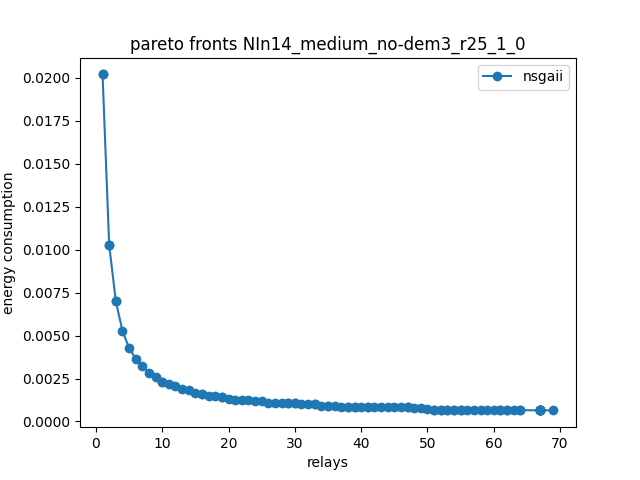 pareto fronts NIn14_medium_no-dem3_r25_1_0
nsgaii
energy consumption
0.0200
0.0175
0.0150
0.0125
0.0100
0.0075
0.0050
0.0025
0.0000
0 10 20 30 40 50 60 70
relays